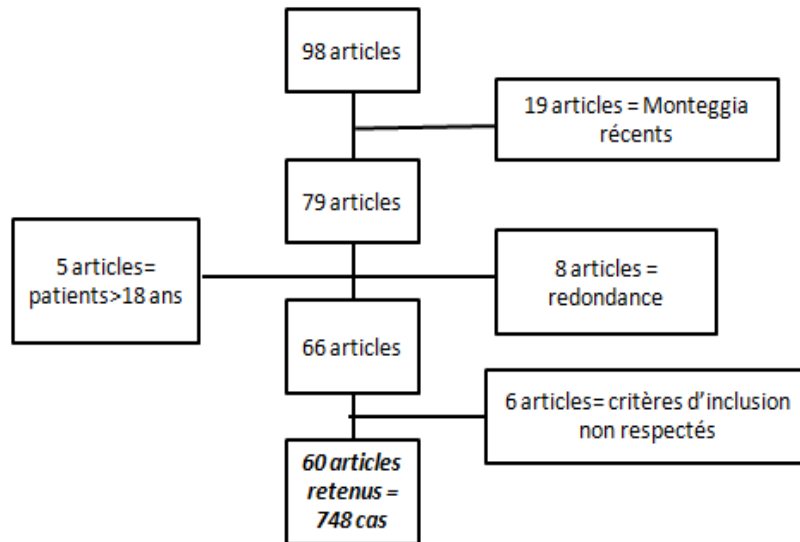 98 articles
19 articles = Monteggia
récents
79 articles
5 articles=
patients>18 ans
8 articles =
redondance
66 articles
6 articles= critères d'inclusion
non respectés
60 articles
retenus =
748 cas